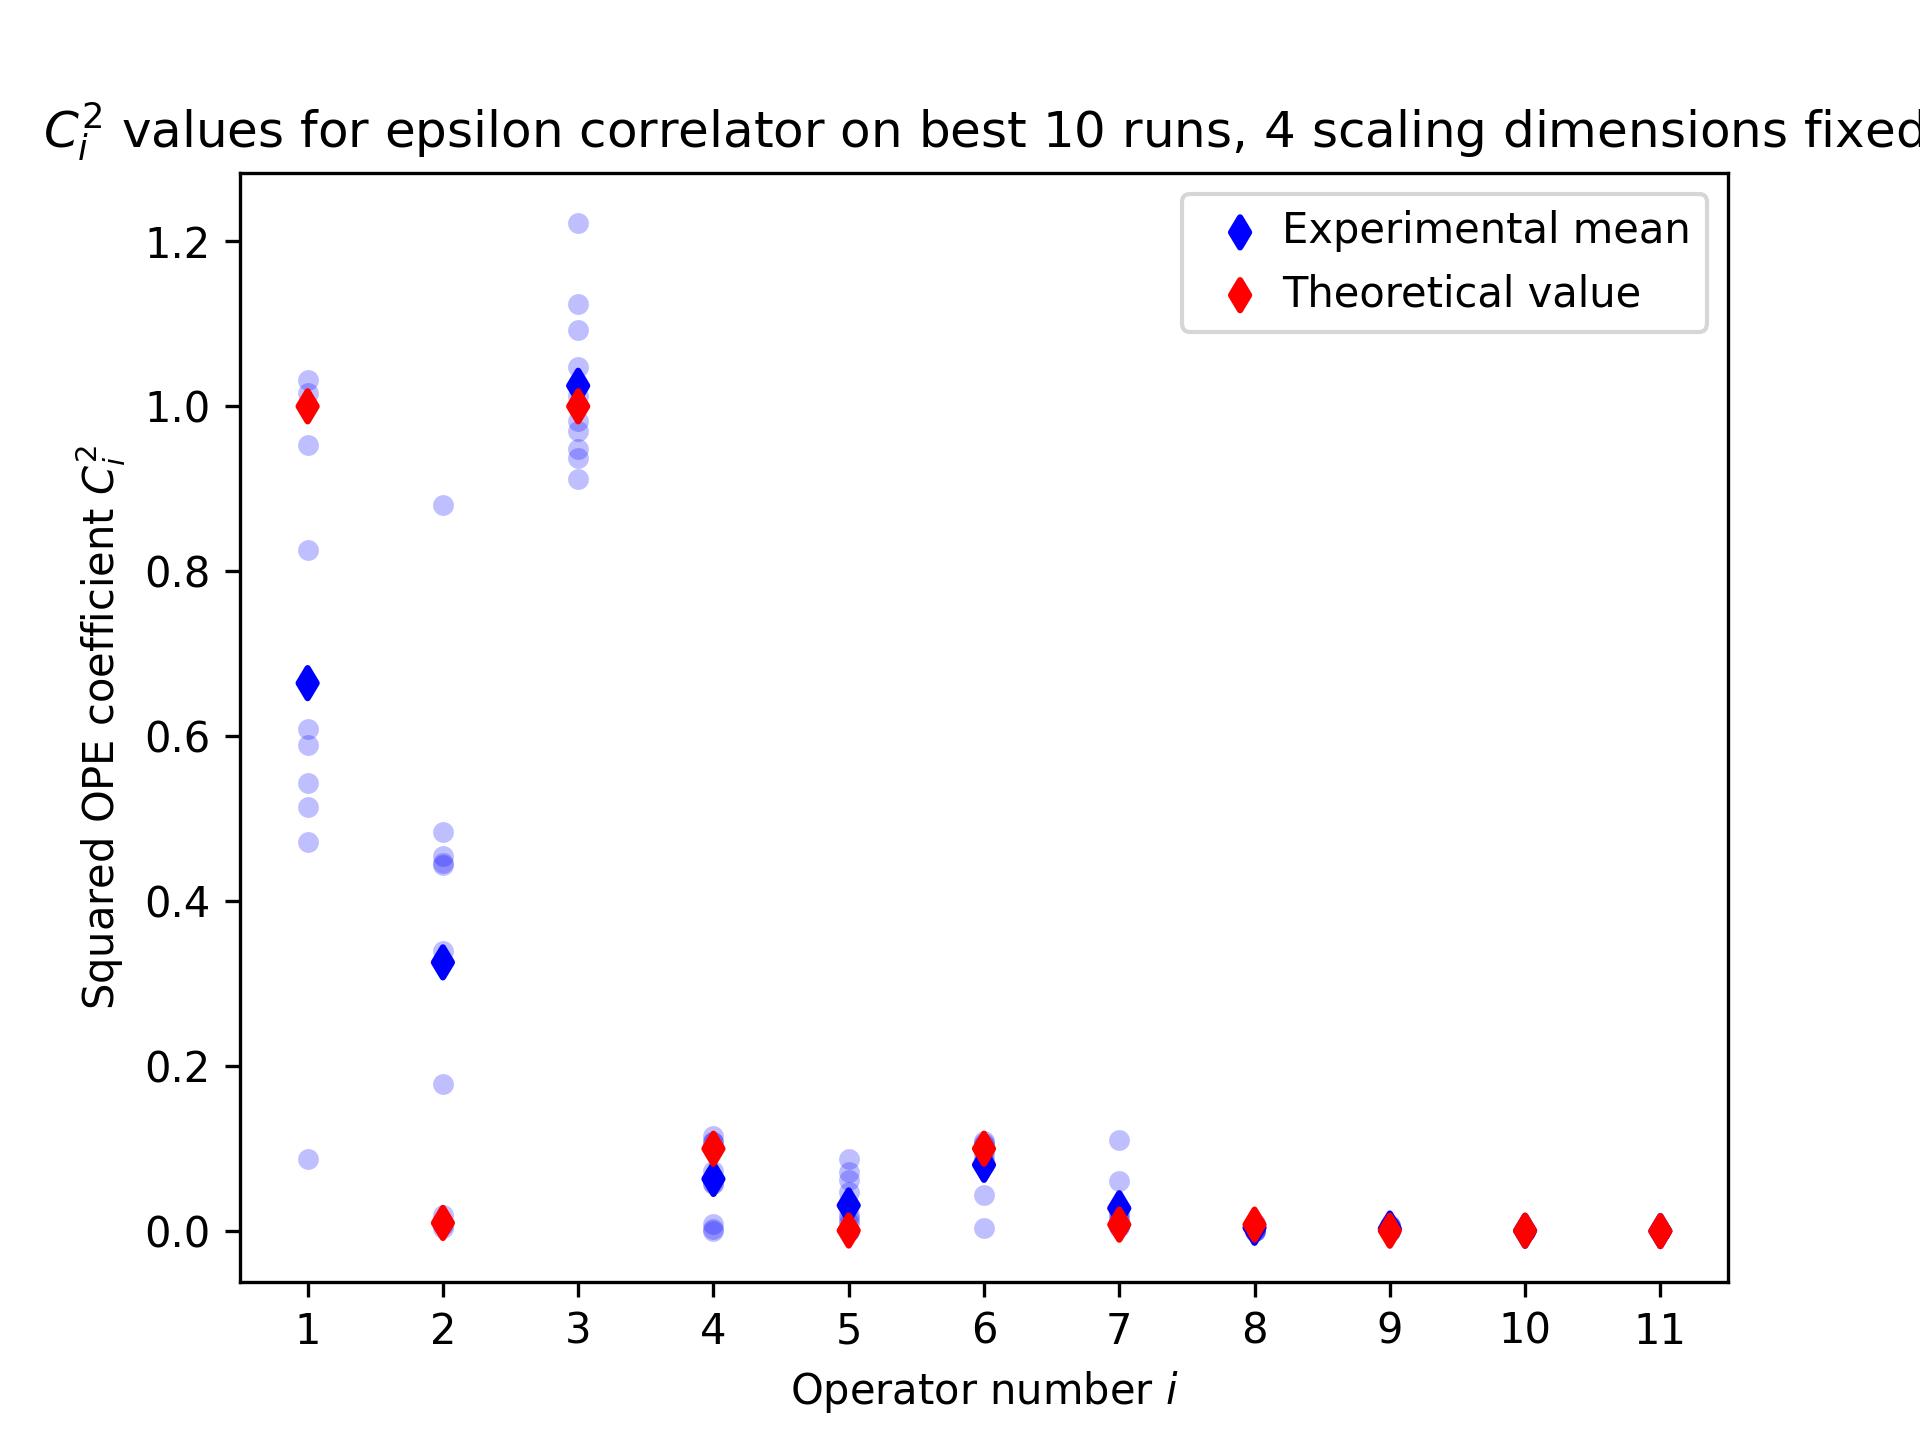 $C_i^2$ values for epsilon correlator on best 10 runs, 4 scaling dimensions fixed
Experimental mean
Theoretical value
Squared OPE coefficient $C_i^2$
1.2
1.0
0.8
0.6
0.4
0.2
0.0
1 2 3 4 5 6 7 8 9 10 11
Operator number $i$